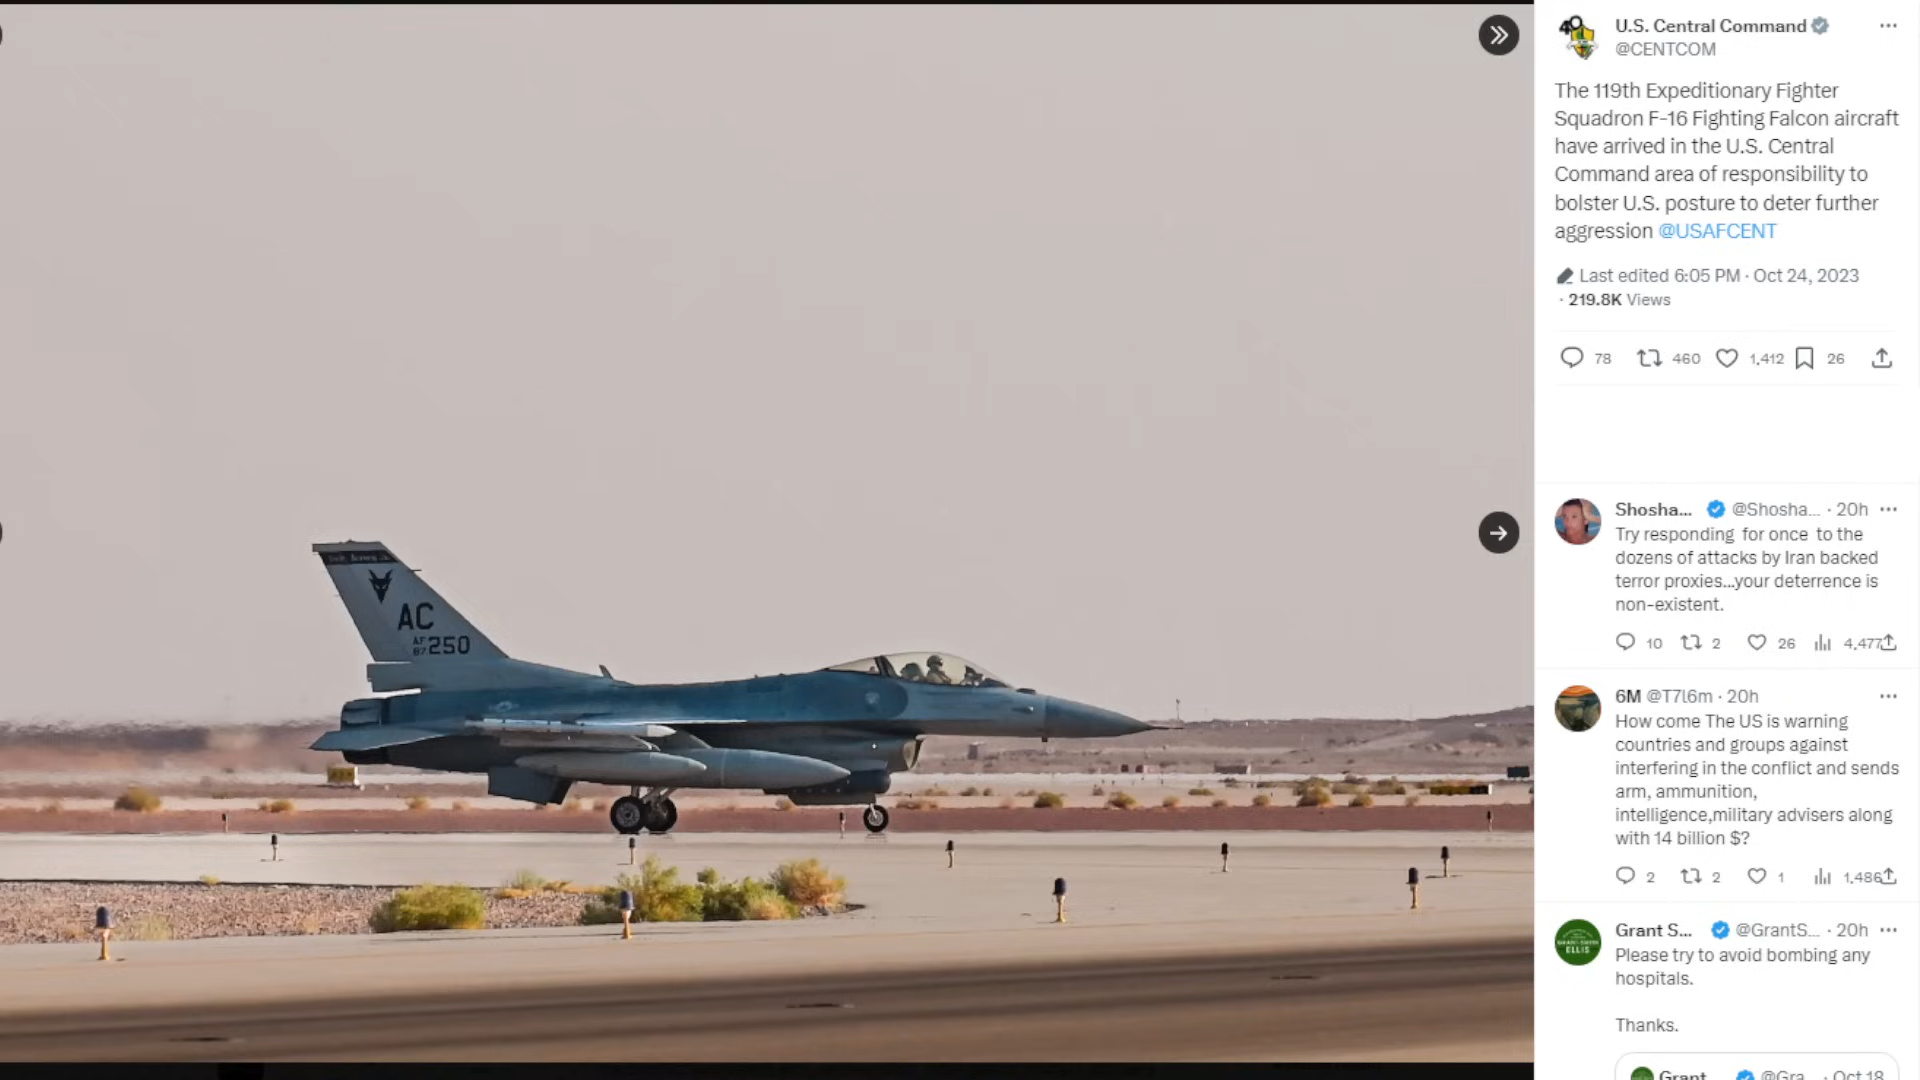 AC
AF
87 250
U.S. Central Command
@CENTCOM
The 119th Expeditionary Fighter
Squadron F-16 Fighting Falcon aircraft
have arrived in the U.S. Central
Command area of responsibility to
bolster U.S. posture to deter further
aggression @USAFCENT
Last edited 6:05 PM · Oct 24, 2023
· 219.8K Views
78 460 1,412 26
Shosha... @Shosha... · 20h
Try responding for once to the
dozens of attacks by Iran backed
terror proxies...your deterrence is
non-existent.
10 2 26 4,477
6M @T7l6m · 20h
How come The US is warning
countries and groups against
interfering in the conflict and sends
arm, ammunition,
intelligence,military advisers along
with 14 billion $?
2 2 1 1,486
Grant S... @GrantS... · 20h
ELLIS
Please try to avoid bombing any
hospitals.
Thanks.
Grant @Gra... · Oct 18